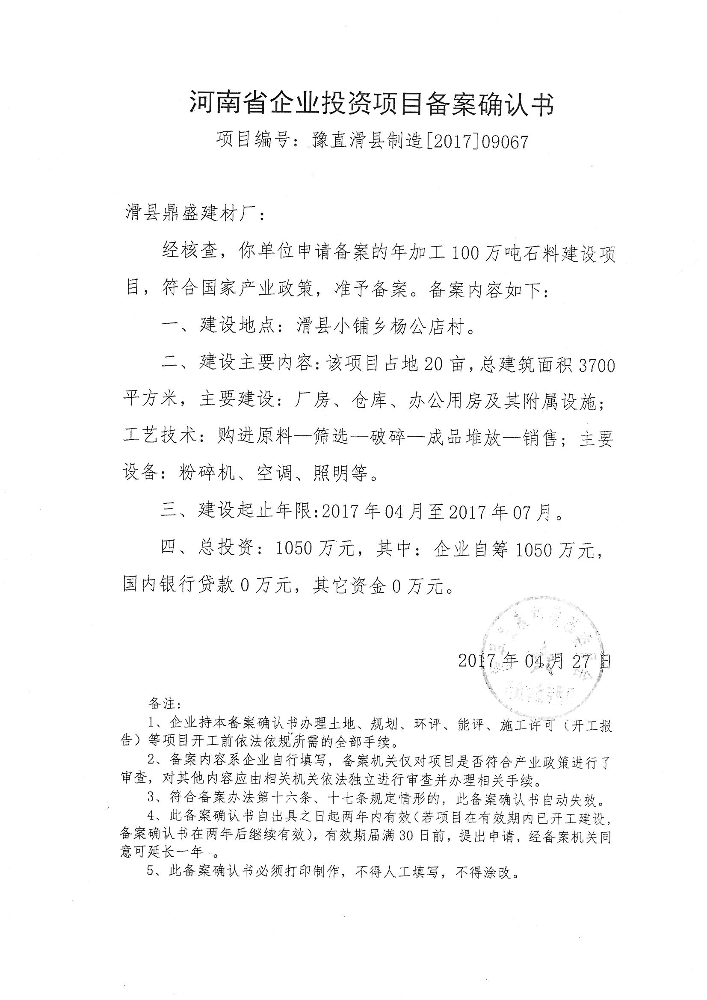 河南省企业投资项目备案确认书
项目编号：豫直滑县制造[2017]09067
滑县鼎盛建材厂：
经核查，你单位申请备案的年加工100万吨石料建设项
目，符合国家产业政策，准予备案。备案内容如下：
一、建设地点：滑县小铺乡杨公店村。
二、建设主要内容：该项目占地20亩，总建筑面积3700
平方米，主要建设：厂房、仓库、办公用房及其附属设施；
工艺技术：购进原料—筛选—破碎—成品堆放—销售；主要
设备：粉碎机、空调、照明等。
三、建设起止年限：2017年04月至2017年07月。
四、总投资：1050万元，其中：企业自筹1050万元，
国内银行贷款0万元，其它资金0万元。
2017年04月27日
备注：
1、企业持本备案确认书办理土地、规划、环评、能评、施工许可（开工报
告）等项目开工前依法依规所需的全部手续。
2、备案内容系企业自行填写，备案机关仅对项目是否符合产业政策进行了
审查，对其他内容应由相关机关依法独立进行审查并办理相关手续。
3、符合备案办法第十六条、十七条规定情形的，此备案确认书自动失效。
4、此备案确认书自出具之日起两年内有效（若项目在有效期内已开工建设，
备案确认书在两年后继续有效），有效期届满30日前，提出申请，经备案机关同
意可延长一年。
5、此备案确认书必须打印制作，不得人工填写，不得涂改。